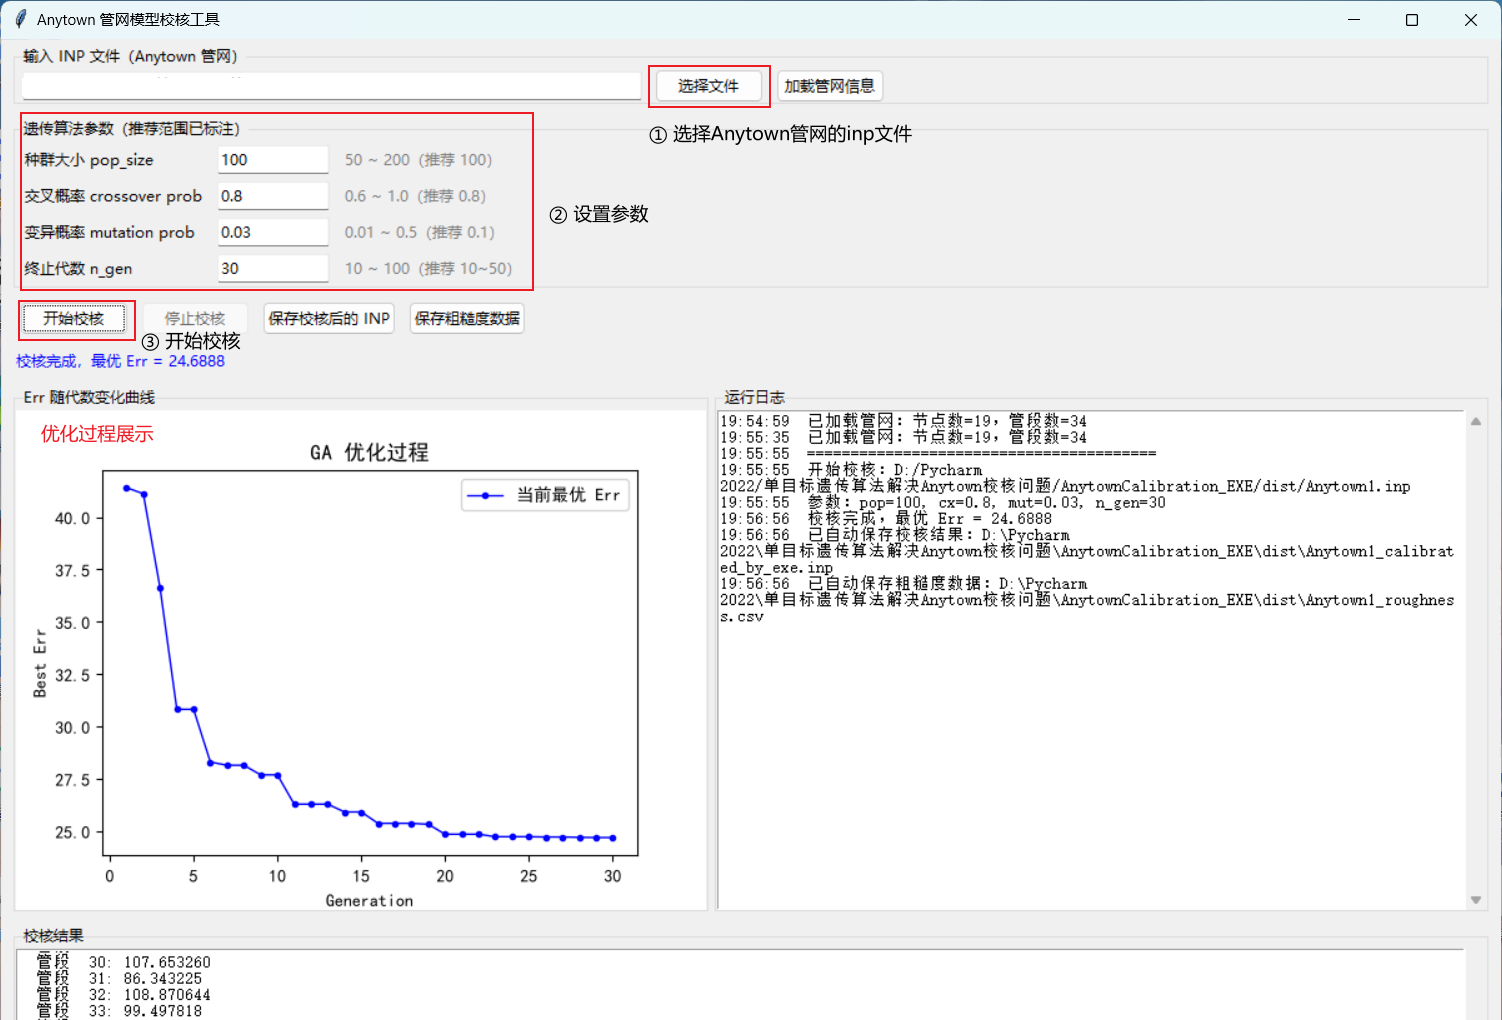 Anytown 管网模型校核工具
输入 INP 文件（Anytown 管网）
选择文件
加载管网信息
① 选择Anytown管网的inp文件
遗传算法参数（推荐范围已标注）
种群大小 pop_size 100 50 ~ 200（推荐 100）
交叉概率 crossover prob 0.8 0.6 ~ 1.0（推荐 0.8）
变异概率 mutation prob 0.03 0.01 ~ 0.5（推荐 0.1）
终止代数 n_gen 30 10 ~ 100（推荐 10~50）
② 设置参数
开始校核 停止校核 保存校核后的 INP 保存粗糙度数据
③ 开始校核
校核完成，最优 Err = 24.6888
Err 随代数变化曲线
优化过程展示
GA 优化过程
当前最优 Err
40.0
37.5
35.0
32.5
30.0
27.5
25.0
Best Err
0 5 10 15 20 25 30
Generation
运行日志
19:54:59 已加载管网：节点数=19，管段数=34
19:55:35 已加载管网：节点数=19，管段数=34
19:55:55 ========================================
19:55:55 开始校核：D:/Pycharm
2022/单目标遗传算法解决Anytown校核问题/AnytownCalibration_EXE/dist/Anytown1.inp
19:55:55 参数：pop=100, cx=0.8, mut=0.03, n_gen=30
19:56:56 校核完成，最优 Err = 24.6888
19:56:56 已自动保存校核结果：D:\Pycharm
2022\单目标遗传算法解决Anytown校核问题\AnytownCalibration_EXE\dist\Anytown1_calibrat
ed_by_exe.inp
19:56:56 已自动保存粗糙度数据：D:\Pycharm
2022\单目标遗传算法解决Anytown校核问题\AnytownCalibration_EXE\dist\Anytown1_roughnes
s.csv
校核结果
管段 30: 107.653260
管段 31: 86.343225
管段 32: 108.870644
管段 33: 99.497818